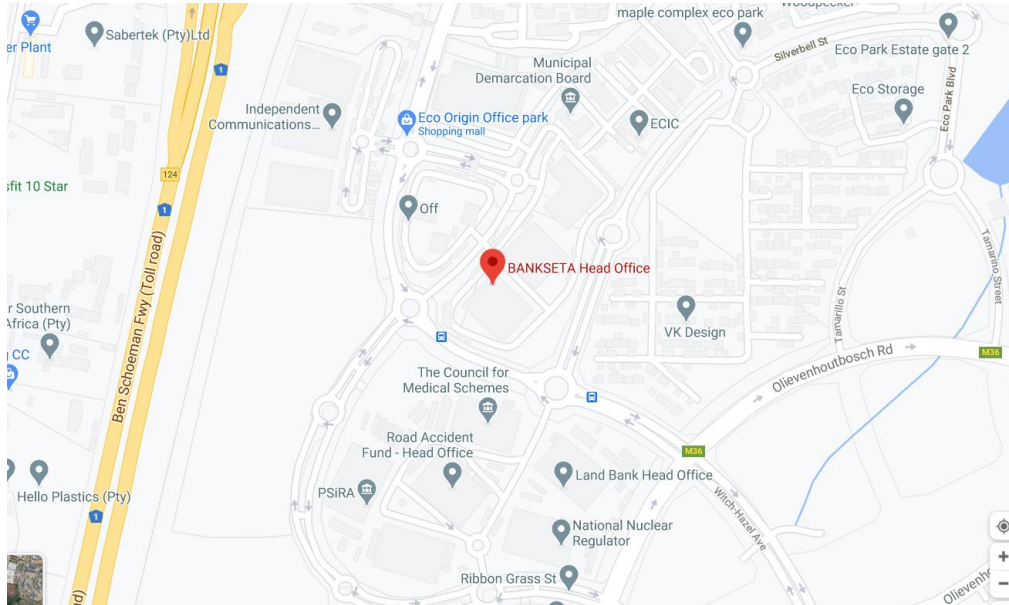 maple complex eco park
Woodpecker
Sabertek (Pty)Ltd
er Plant
Silverbell St
Eco Park Estate gate 2
1
Municipal
Demarcation Board
Eco Storage
Eco Park Blvd
Independent
Communications...
Eco Origin Office park
Shopping mall
ECIC
124
sfit 10 Star
1
Off
BANKSETA Head Office
Tamarino Street
Tamarillo St
r Southern
Africa (Pty)
VK Design
g CC
Ben Schoeman Fwy (Toll road)
Olievenhoutbosch Rd
M36
The Council for
Medical Schemes
Road Accident
Fund - Head Office
M36
Land Bank Head Office
PSiRA
Hello Plastics (Pty)
1
Witch-Hazel Ave
National Nuclear
Regulator
Ribbon Grass St
Olievenho
ad)